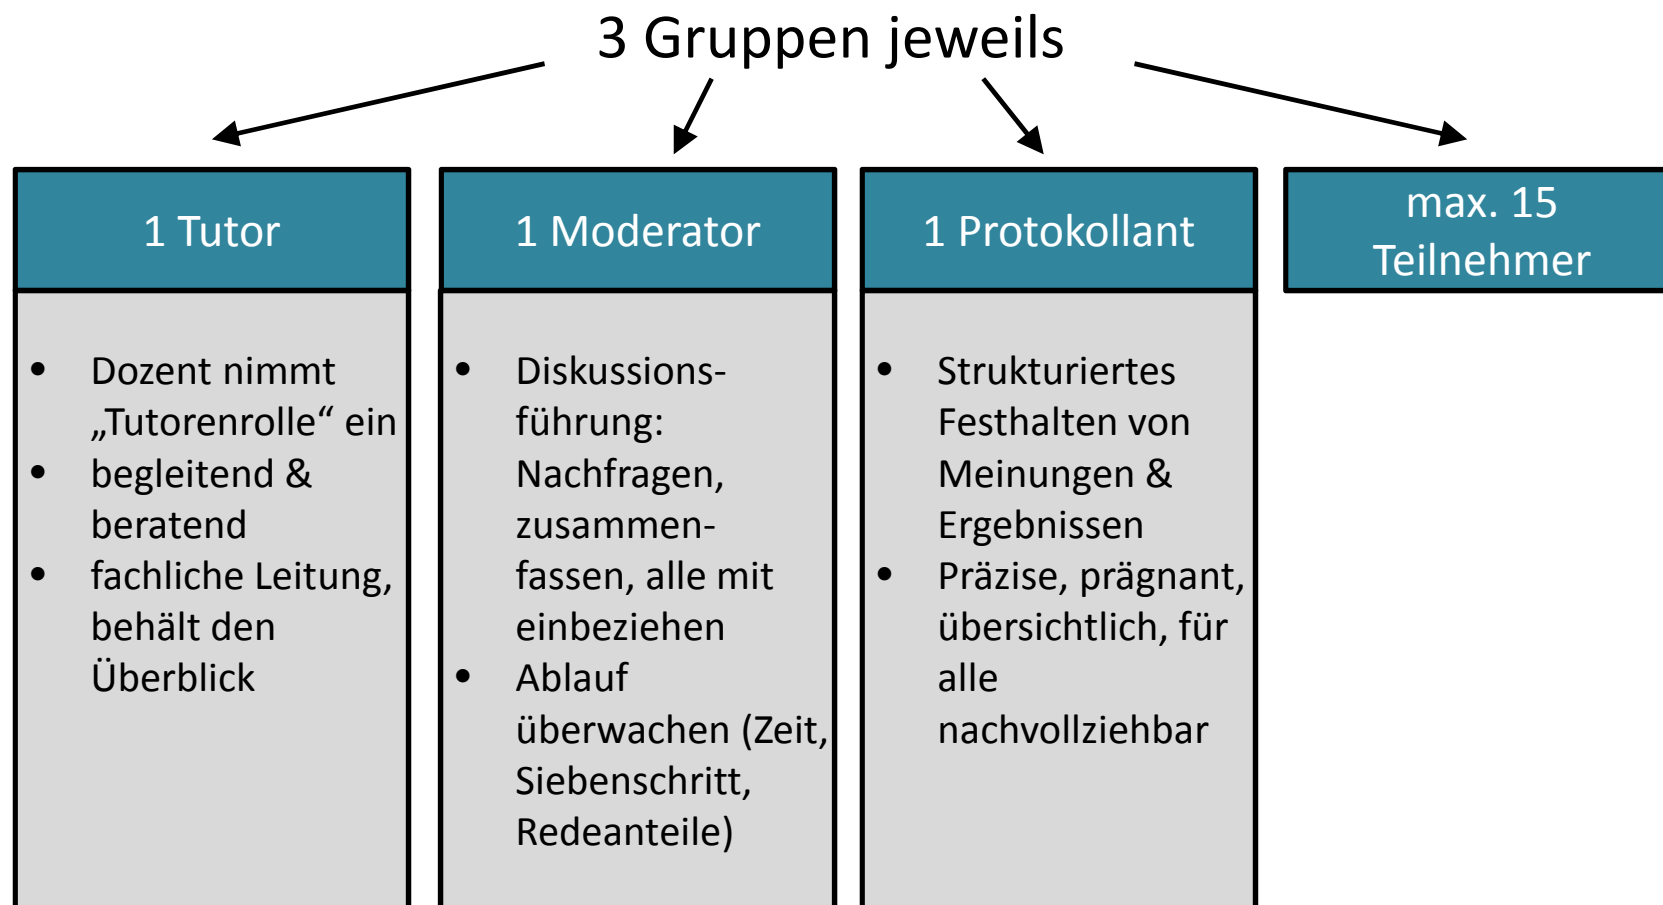 3 Gruppen jeweils
1 Tutor
• Dozent nimmt
„Tutorenrolle“ ein
• begleitend &
beratend
• fachliche Leitung,
behält den
Überblick
1 Moderator
• Diskussions-
führung:
Nachfragen,
zusammen-
fassen, alle mit
einbeziehen
• Ablauf
überwachen (Zeit,
Siebenschritt,
Redeanteile)
1 Protokollant
• Strukturiertes
Festhalten von
Meinungen &
Ergebnissen
• Präzise, prägnant,
übersichtlich, für
alle
nachvollziehbar
max. 15
Teilnehmer